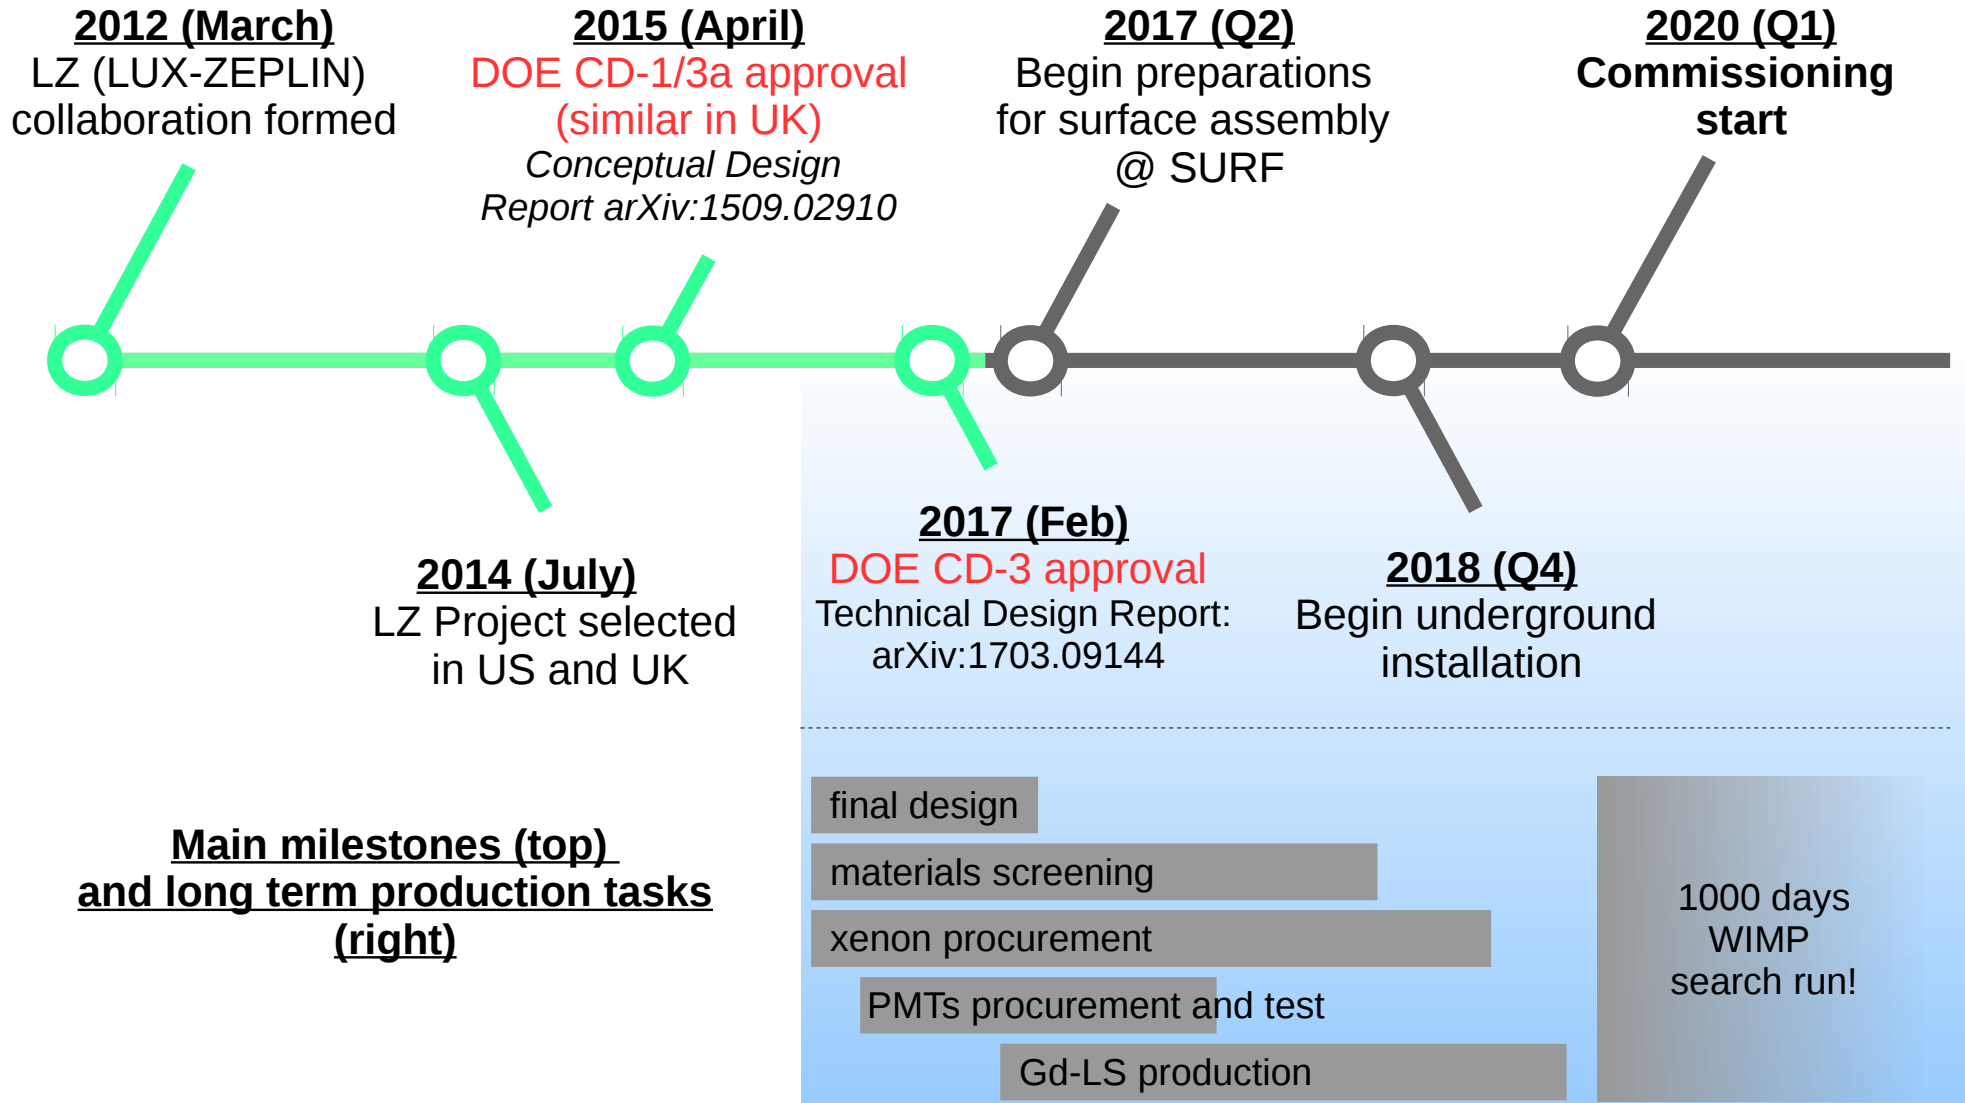 2012 (March)
LZ (LUX-ZEPLIN)
collaboration formed
2015 (April)
DOE CD-1/3a approval
(similar in UK)
Conceptual Design
Report arXiv:1509.02910
2017 (Q2)
Begin preparations
for surface assembly
@ SURF
2020 (Q1)
Commissioning
start
2014 (July)
LZ Project selected
in US and UK
2017 (Feb)
DOE CD-3 approval
Technical Design Report:
arXiv:1703.09144
2018 (Q4)
Begin underground
installation
Main milestones (top)
and long term production tasks
(right)
final design
materials screening
xenon procurement
PMTs procurement and test
Gd-LS production
1000 days
WIMP
search run!